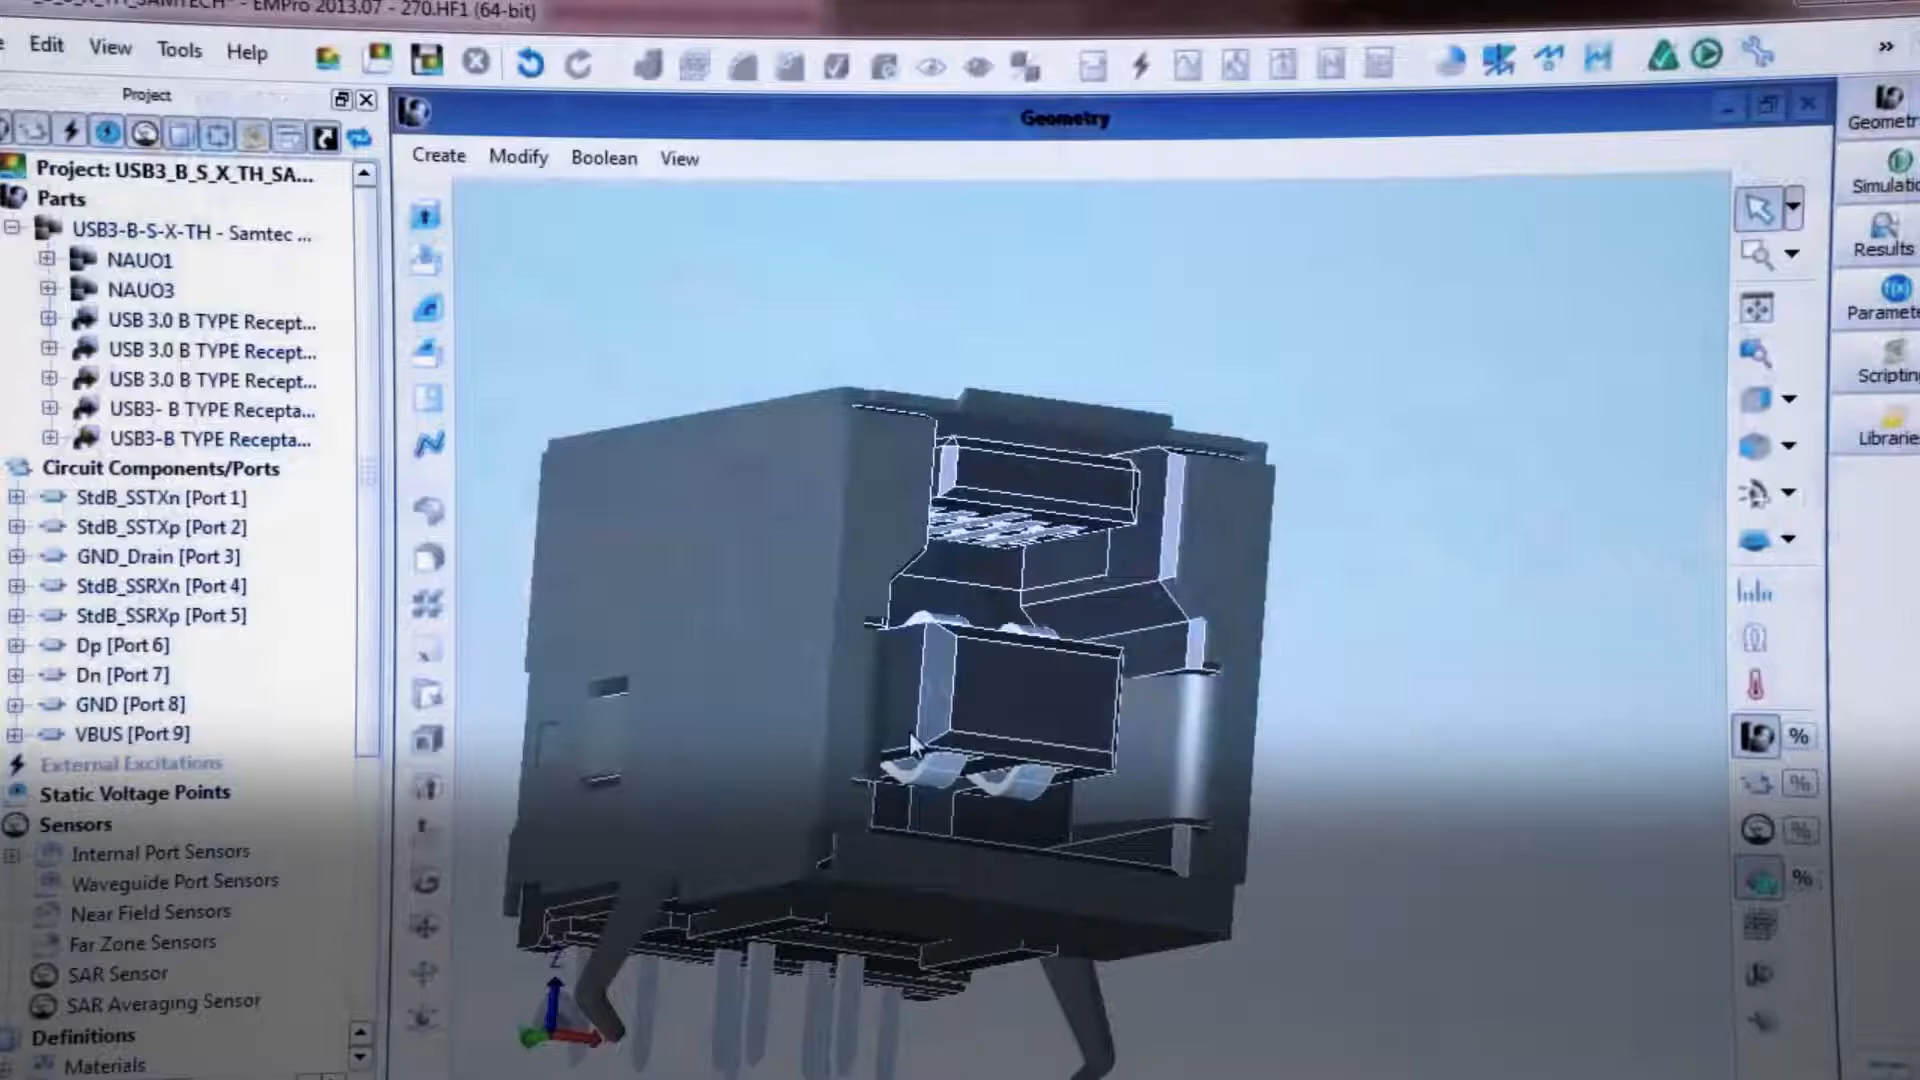 EMPro 2013.07 - 270.HF1 (64-bit)
Edit View Tools Help
Project
Geometry
Create Modify Boolean View
Project: USB3_B_S_X_TH_SA...
Parts
USB3-B-S-X-TH - Samtec ...
NAUO1
NAUO3
USB 3.0 B TYPE Recept...
USB 3.0 B TYPE Recept...
USB 3.0 B TYPE Recept...
USB3- B TYPE Recepta...
USB3-B TYPE Recepta...
Circuit Components/Ports
StdB_SSTXn [Port 1]
StdB_SSTXp [Port 2]
GND_Drain [Port 3]
StdB_SSRXn [Port 4]
StdB_SSRXp [Port 5]
Dp [Port 6]
Dn [Port 7]
GND [Port 8]
VBUS [Port 9]
External Excitations
Static Voltage Points
Sensors
Internal Port Sensors
Waveguide Port Sensors
Near Field Sensors
Far Zone Sensors
SAR Sensor
SAR Averaging Sensor
Definitions
Materials
Z
Geometr
Simulatio
Results
f(x)
Paramete
Scripting
Librarie
%
%
%
%